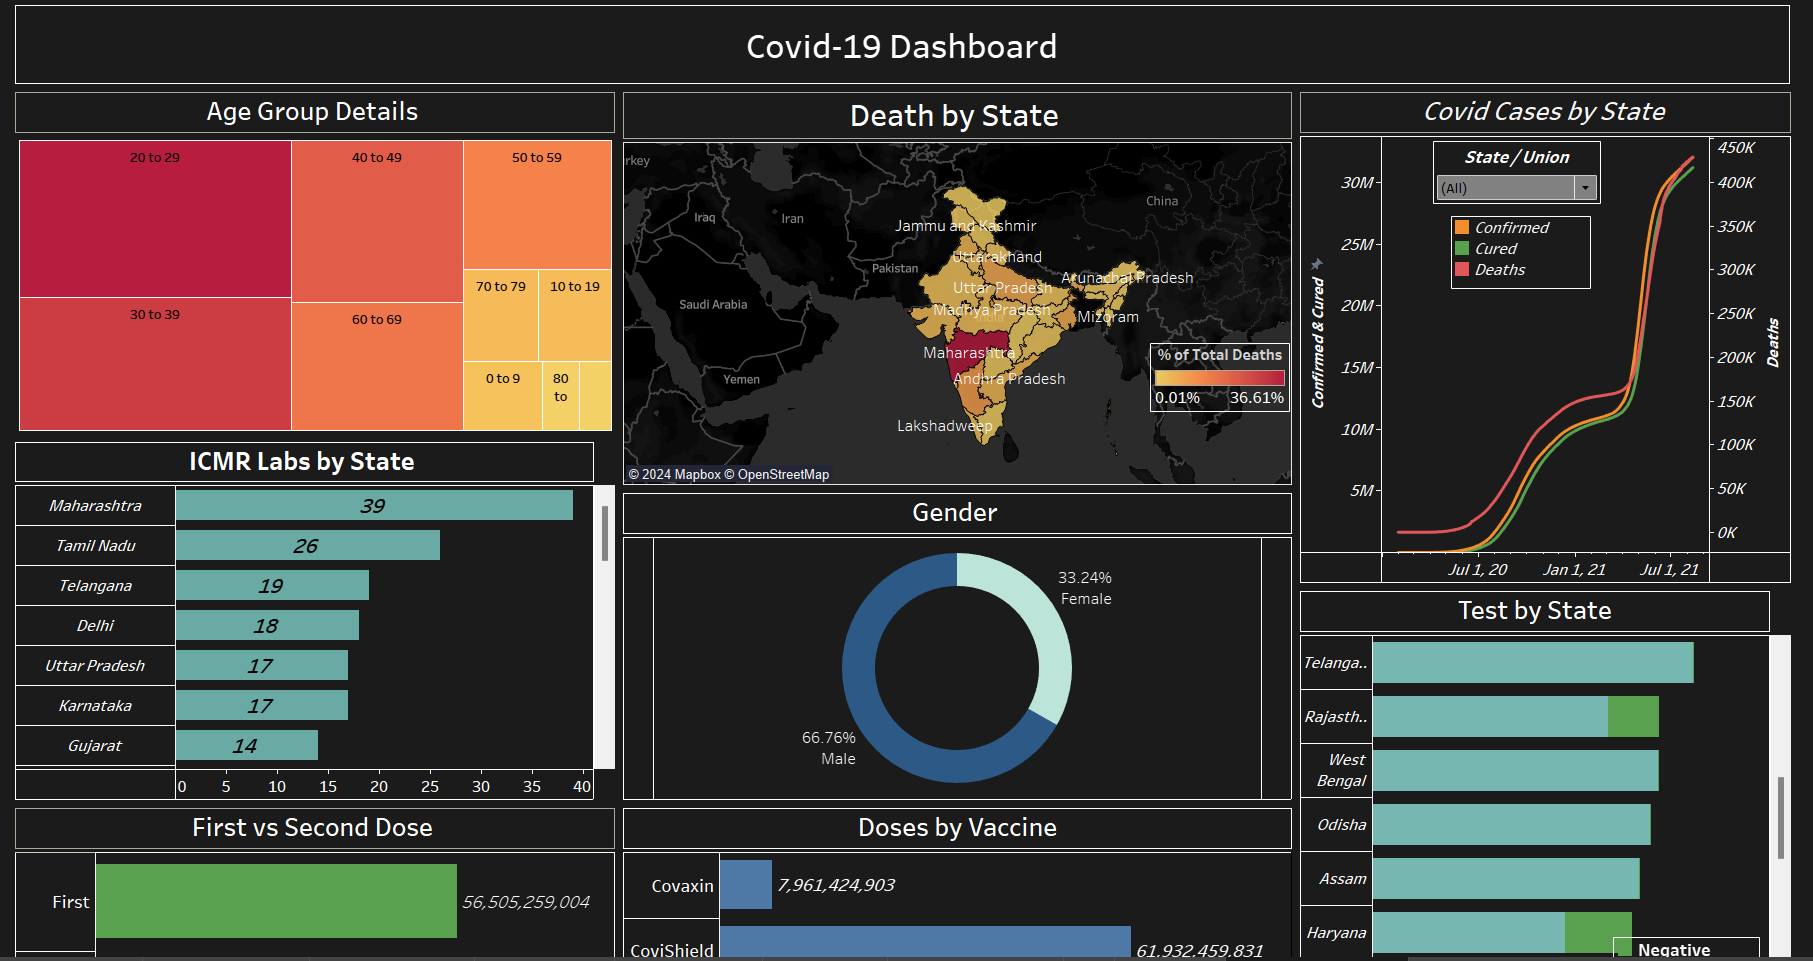 Covid-19 Dashboard
Age Group Details
20 to 29
40 to 49
50 to 59
70 to 79
10 to 19
30 to 39
60 to 69
0 to 9
80
to
ICMR Labs by State
Maharashtra
39
Tamil Nadu
26
Telangana
19
Delhi
18
Uttar Pradesh
17
Karnataka
17
Gujarat
14
0 5 10 15 20 25 30 35 40
First vs Second Dose
First
56,505,259,004
Death by State
rkey
Iraq
Iran
China
Pakistan
Saudi Arabia
Yemen
India
Jammu and Kashmir
Uttarakhand
Arunachal Pradesh
Uttar Pradesh
Madhya Pradesh
Mizoram
Maharashtra
Andhra Pradesh
Lakshadweep
% of Total Deaths
0.01% 36.61%
© 2024 Mapbox © OpenStreetMap
Gender
33.24%
Female
66.76%
Male
Doses by Vaccine
Covaxin
7,961,424,903
CoviShield
61,932,459,831
Covid Cases by State
State / Union
(All)
Confirmed
Cured
Deaths
Confirmed & Cured
30M
25M
20M
15M
10M
5M
450K
400K
350K
300K
250K
200K
150K
100K
50K
0K
Deaths
Jul 1, 20
Jan 1, 21
Jul 1, 21
Test by State
Telanga..
Rajasth..
West
Bengal
Odisha
Assam
Haryana
Negative